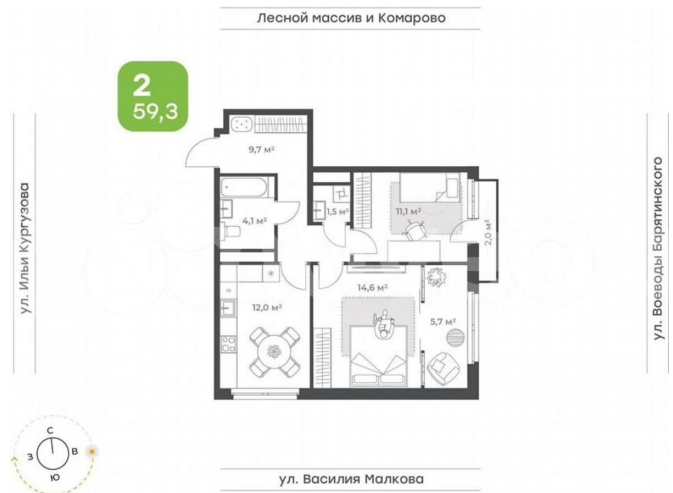 Лесной массив и Комарово
2
59,3
9,7 м²
4,1 м²
1,5 м²
11,1 м²
2,0 м²
12,0 м²
14,6 м²
5,7 м²
ул. Ильи Кургузова
ул. Воеводы Барятинского
С
З
В
Ю
ул. Василия Малкова